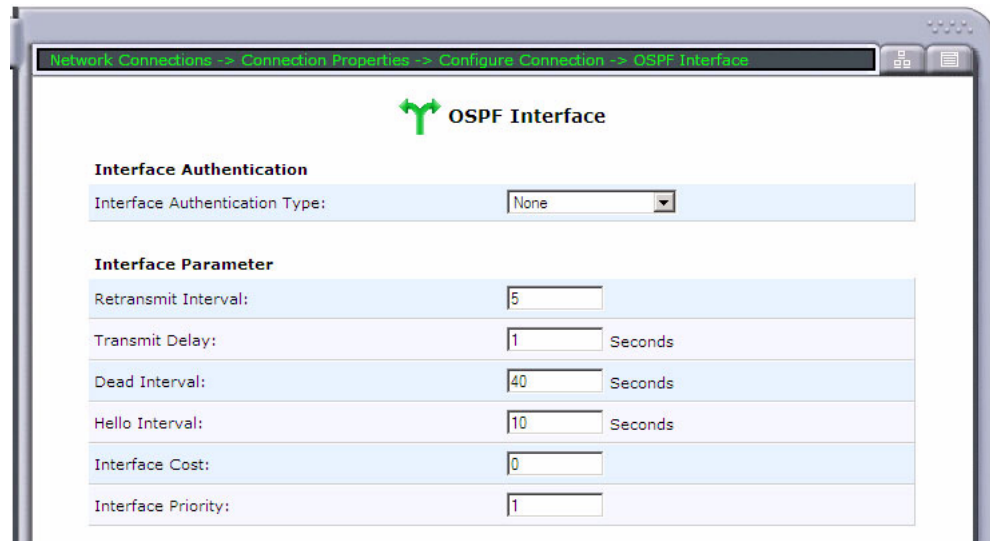 Network Connections -> Connection Properties -> Configure Connection -> OSPF Interface
OSPF Interface
Interface Authentication
Interface Authentication Type: None
Interface Parameter
Retransmit Interval: 5
Transmit Delay: 1 Seconds
Dead Interval: 40 Seconds
Hello Interval: 10 Seconds
Interface Cost: 0
Interface Priority: 1